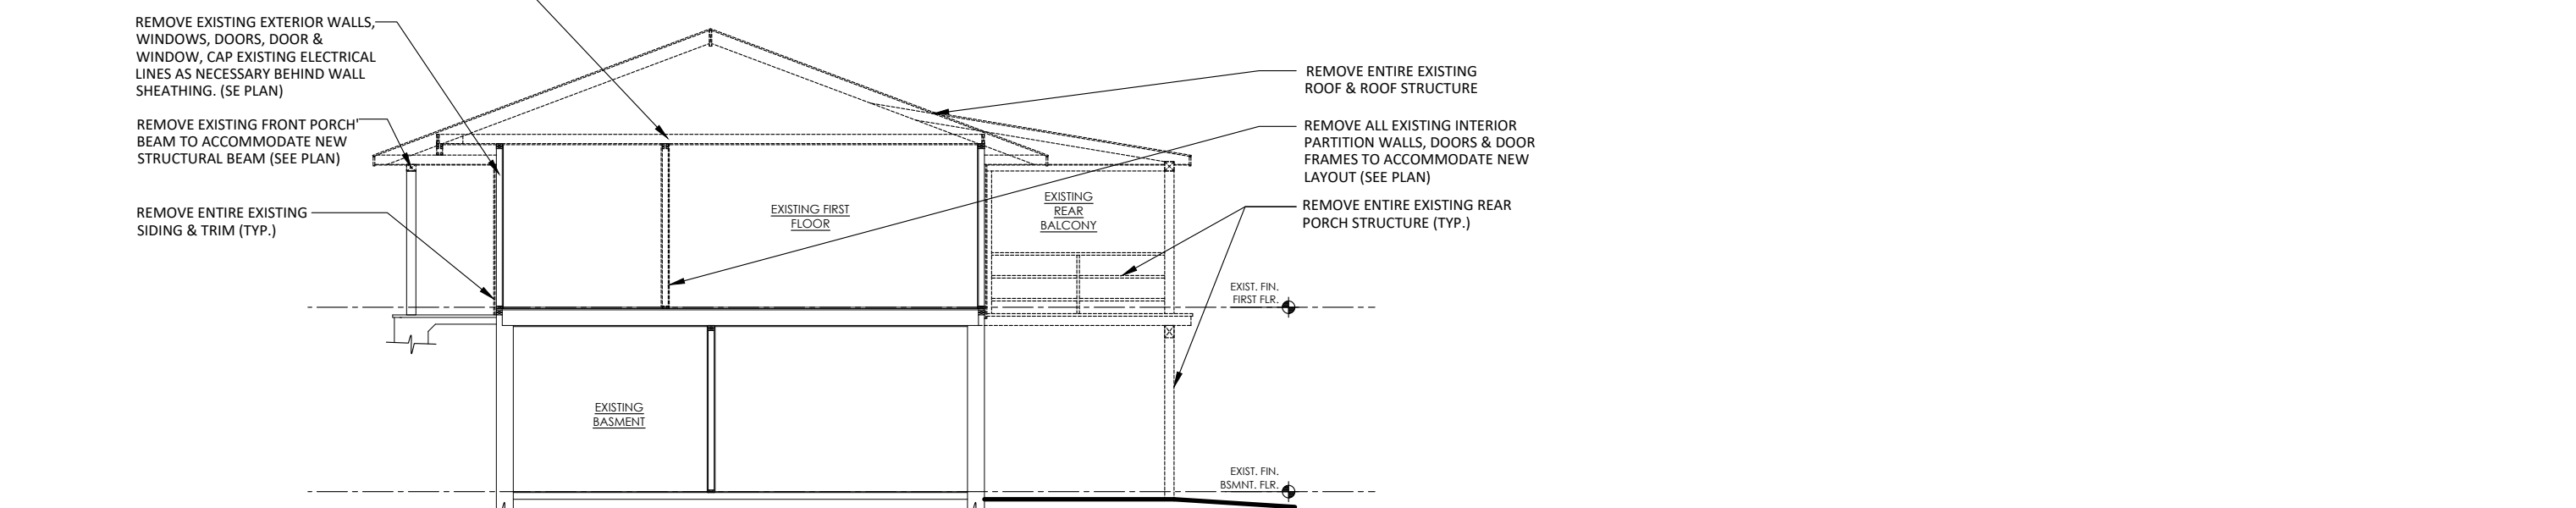 REMOVE EXISTING EXTERIOR WALLS,
WINDOWS, DOORS, DOOR &
WINDOW, CAP EXISTING ELECTRICAL
LINES AS NECESSARY BEHIND WALL
SHEATHING. (SE PLAN)
REMOVE EXISTING FRONT PORCH'
BEAM TO ACCOMMODATE NEW
STRUCTURAL BEAM (SEE PLAN)
REMOVE ENTIRE EXISTING
SIDING & TRIM (TYP.)
EXISTING FIRST
FLOOR
EXISTING
REAR
BALCONY
EXISTING
BASMENT
REMOVE ENTIRE EXISTING
ROOF & ROOF STRUCTURE
REMOVE ALL EXISTING INTERIOR
PARTITION WALLS, DOORS & DOOR
FRAMES TO ACCOMMODATE NEW
LAYOUT (SEE PLAN)
REMOVE ENTIRE EXISTING REAR
PORCH STRUCTURE (TYP.)
EXIST. FIN.
FIRST FLR.
EXIST. FIN.
BSMNT. FLR.